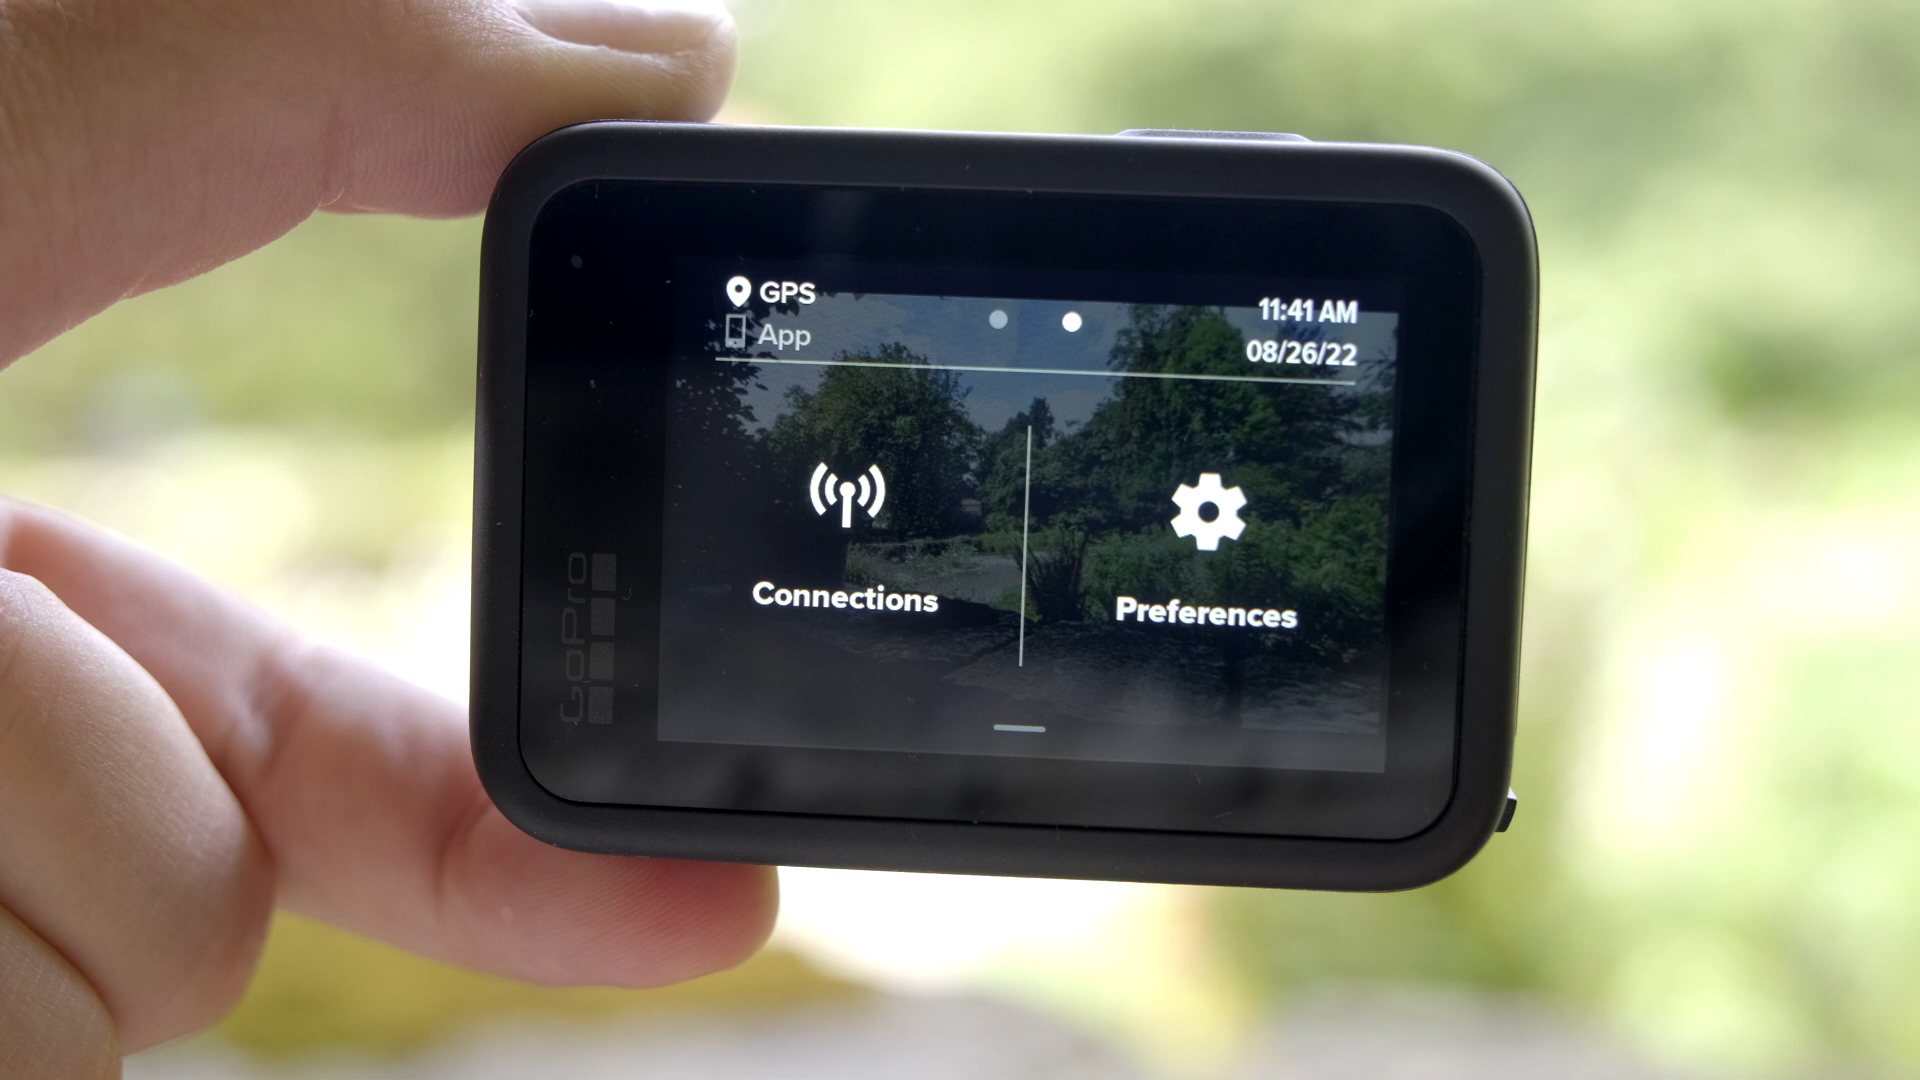 GPS
11:41 AM
App
08/26/22
Connections
Preferences
GoPro